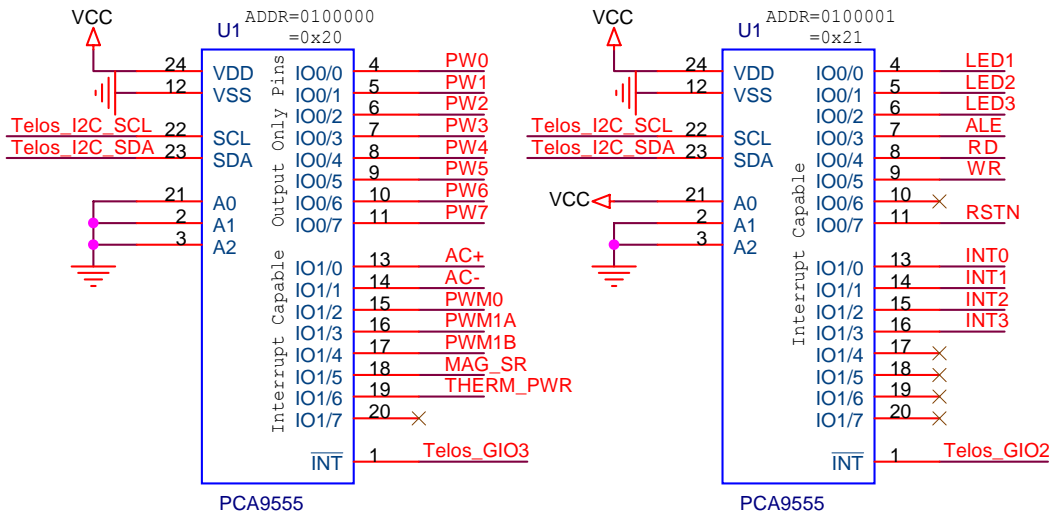 VCC
U1
ADDR=0100000
=0x20
24 VDD
12 VSS
Telos_I2C_SCL 22 SCL
Telos_I2C_SDA 23 SDA
21 A0
2 A1
3 A2
Output Only Pins
Interrupt Capable
IO0/0 4 PW0
IO0/1 5 PW1
IO0/2 6 PW2
IO0/3 7 PW3
IO0/4 8 PW4
IO0/5 9 PW5
IO0/6 10 PW6
IO0/7 11 PW7
IO1/0 13 AC+
IO1/1 14 AC-
IO1/2 15 PWM0
IO1/3 16 PWM1A
IO1/4 17 PWM1B
IO1/5 18 MAG_SR
IO1/6 19 THERM_PWR
IO1/7 20
INT 1 Telos_GIO3
PCA9555
VCC
U1
ADDR=0100001
=0x21
24 VDD
12 VSS
Telos_I2C_SCL 22 SCL
Telos_I2C_SDA 23 SDA
VCC 21 A0
2 A1
3 A2
Interrupt Capable
IO0/0 4 LED1
IO0/1 5 LED2
IO0/2 6 LED3
IO0/3 7 ALE
IO0/4 8 RD
IO0/5 9 WR
IO0/6 10
IO0/7 11 RSTN
IO1/0 13 INT0
IO1/1 14 INT1
IO1/2 15 INT2
IO1/3 16 INT3
IO1/4 17
IO1/5 18
IO1/6 19
IO1/7 20
INT 1 Telos_GIO2
PCA9555